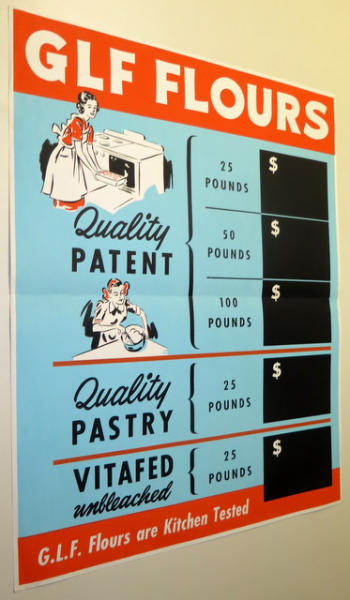 GLF FLOURS
Quality
PATENT
25
POUNDS
$
50
POUNDS
$
100
POUNDS
$
Quality
PASTRY
25
POUNDS
$
VITAFED
unbleached
25
POUNDS
$
G.L.F. Flours are Kitchen Tested